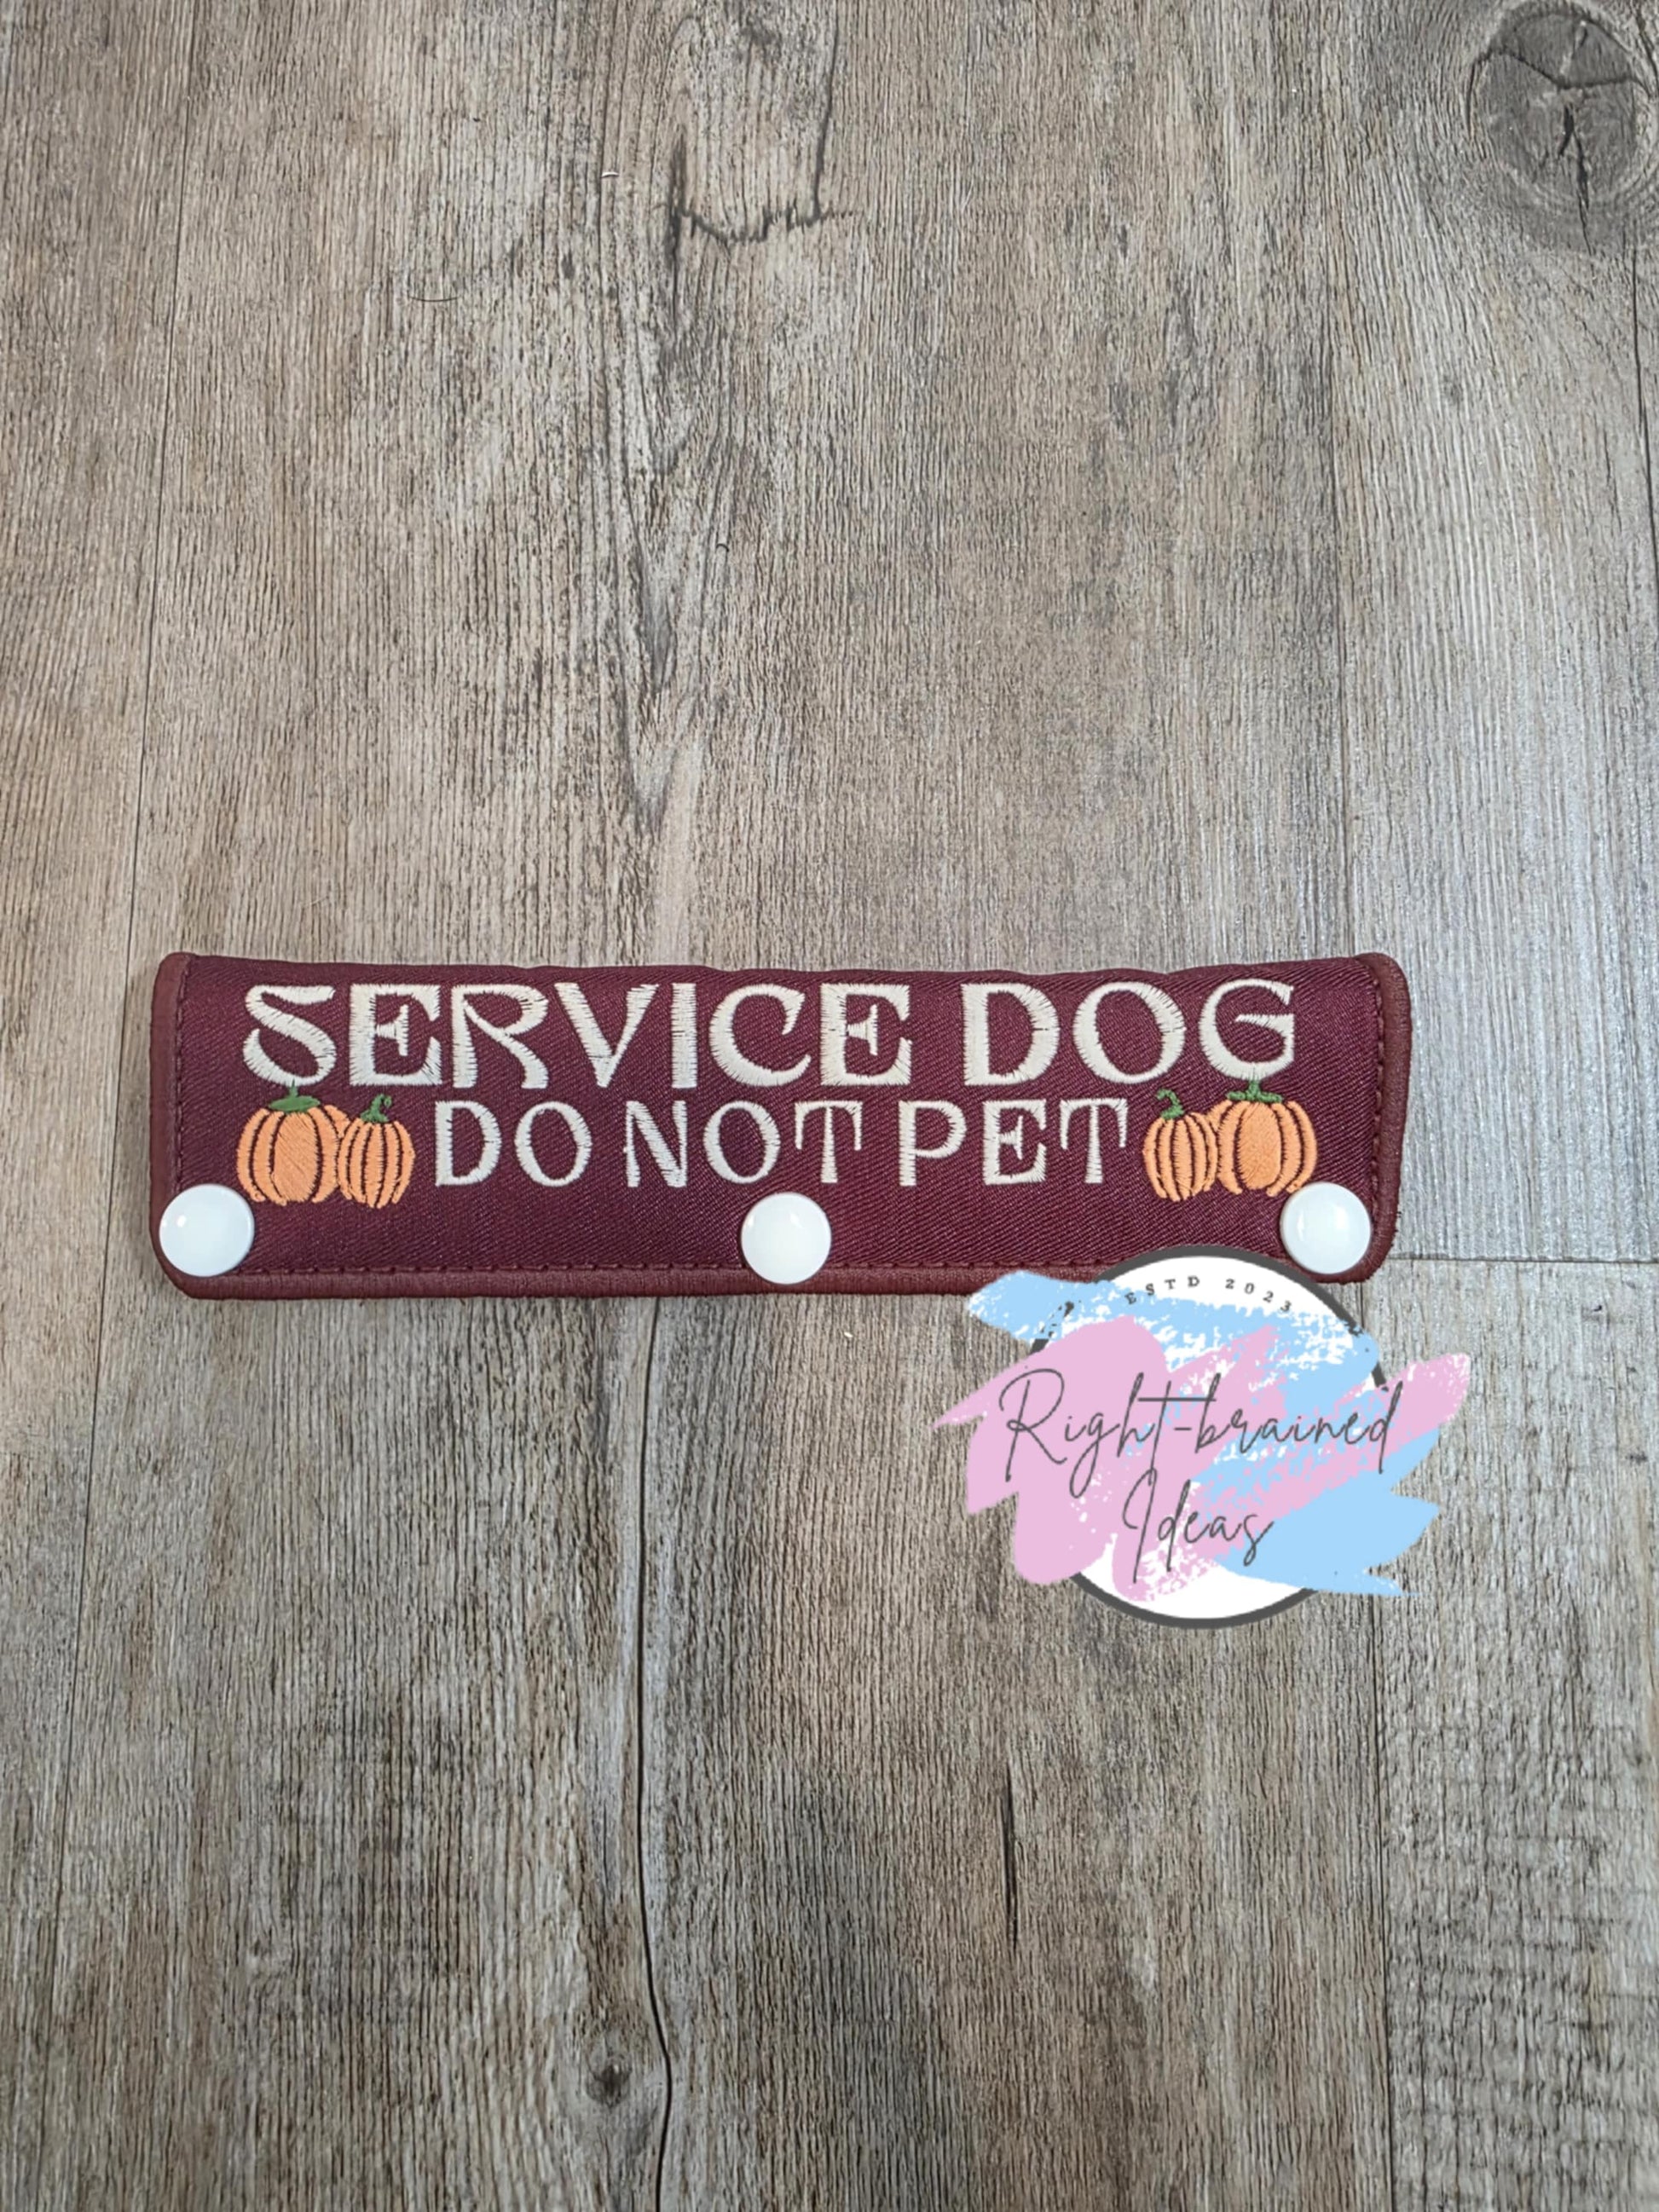 SERVICE DOG
DO NOT PET
ESTD 2023
Right-brained
Ideas